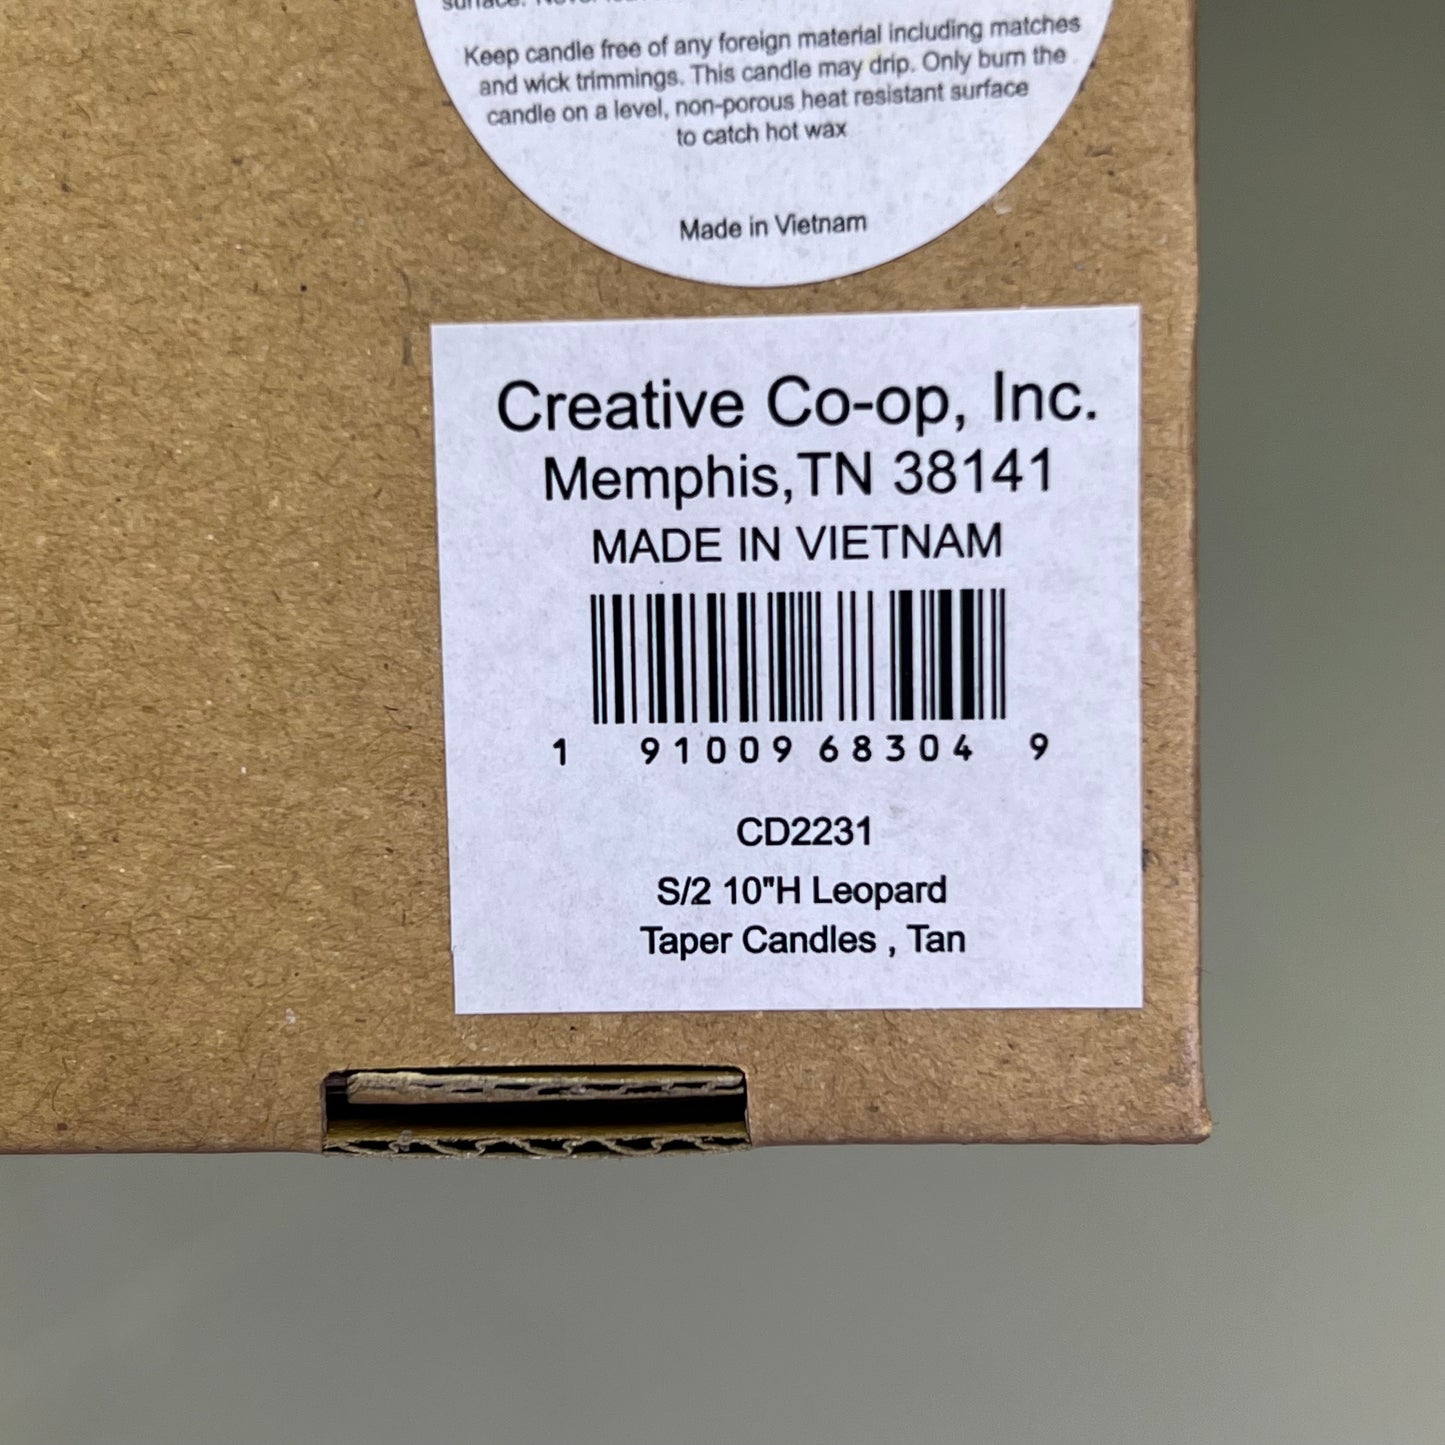 Keep candle free of any foreign material including matches
and wick trimmings. This candle may drip. Only burn the
candle on a level, non-porous heat resistant surface
to catch hot wax
Made in Vietnam
Creative Co-op, Inc.
Memphis,TN 38141
MADE IN VIETNAM
1 91009 68304 9
CD2231
S/2 10"H Leopard
Taper Candles , Tan